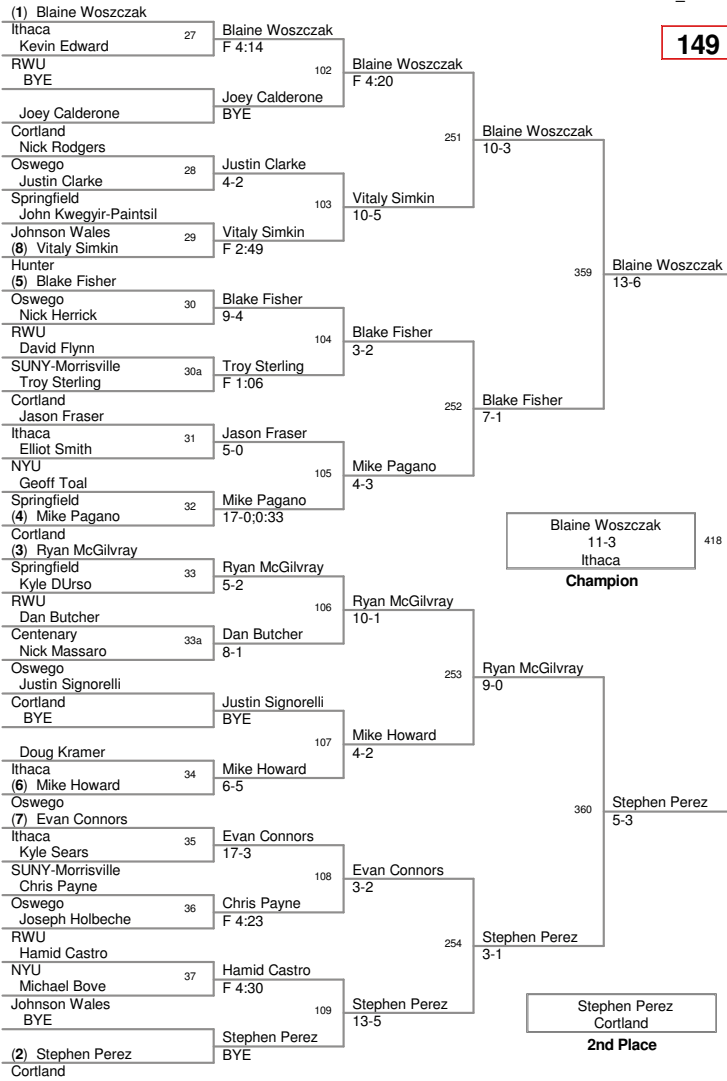 149
(1) Blaine Woszczak
Ithaca
Kevin Edward
RWU
BYE
Joey Calderone
Cortland
Nick Rodgers
Oswego
Justin Clarke
Springfield
John Kwegyir-Paintsil
Johnson Wales
(8) Vitaly Simkin
Hunter
(5) Blake Fisher
Oswego
Nick Herrick
RWU
David Flynn
SUNY-Morrisville
Troy Sterling
Cortland
Jason Fraser
Ithaca
Elliot Smith
NYU
Geoff Toal
Springfield
(4) Mike Pagano
Cortland
(3) Ryan McGilvray
Springfield
Kyle DUrso
RWU
Dan Butcher
Centenary
Nick Massaro
Oswego
Justin Signorelli
Cortland
BYE
Doug Kramer
Ithaca
(6) Mike Howard
Oswego
(7) Evan Connors
Ithaca
Kyle Sears
SUNY-Morrisville
Chris Payne
Oswego
Joseph Holbeche
RWU
Hamid Castro
NYU
Michael Bove
Johnson Wales
BYE
(2) Stephen Perez
Cortland
27
28
29
30
30a
31
32
33
33a
34
35
36
37
Blaine Woszczak
F 4:14
Joey Calderone
BYE
Justin Clarke
4-2
Vitaly Simkin
F 2:49
Blake Fisher
9-4
Troy Sterling
F 1:06
Jason Fraser
5-0
Mike Pagano
17-0;0:33
Ryan McGilvray
5-2
Dan Butcher
8-1
Justin Signorelli
BYE
Mike Howard
6-5
Evan Connors
17-3
Chris Payne
F 4:23
Hamid Castro
F 4:30
Stephen Perez
BYE
102
103
104
105
106
107
108
109
Blaine Woszczak
F 4:20
Vitaly Simkin
10-5
Blake Fisher
3-2
Mike Pagano
4-3
Ryan McGilvray
10-1
Mike Howard
4-2
Evan Connors
3-2
Stephen Perez
13-5
251
252
253
254
Blaine Woszczak
10-3
Blake Fisher
7-1
Ryan McGilvray
9-0
Stephen Perez
3-1
359
360
Blaine Woszczak
13-6
Stephen Perez
5-3
Blaine Woszczak
11-3
Ithaca
418
Champion
Stephen Perez
Cortland
2nd Place